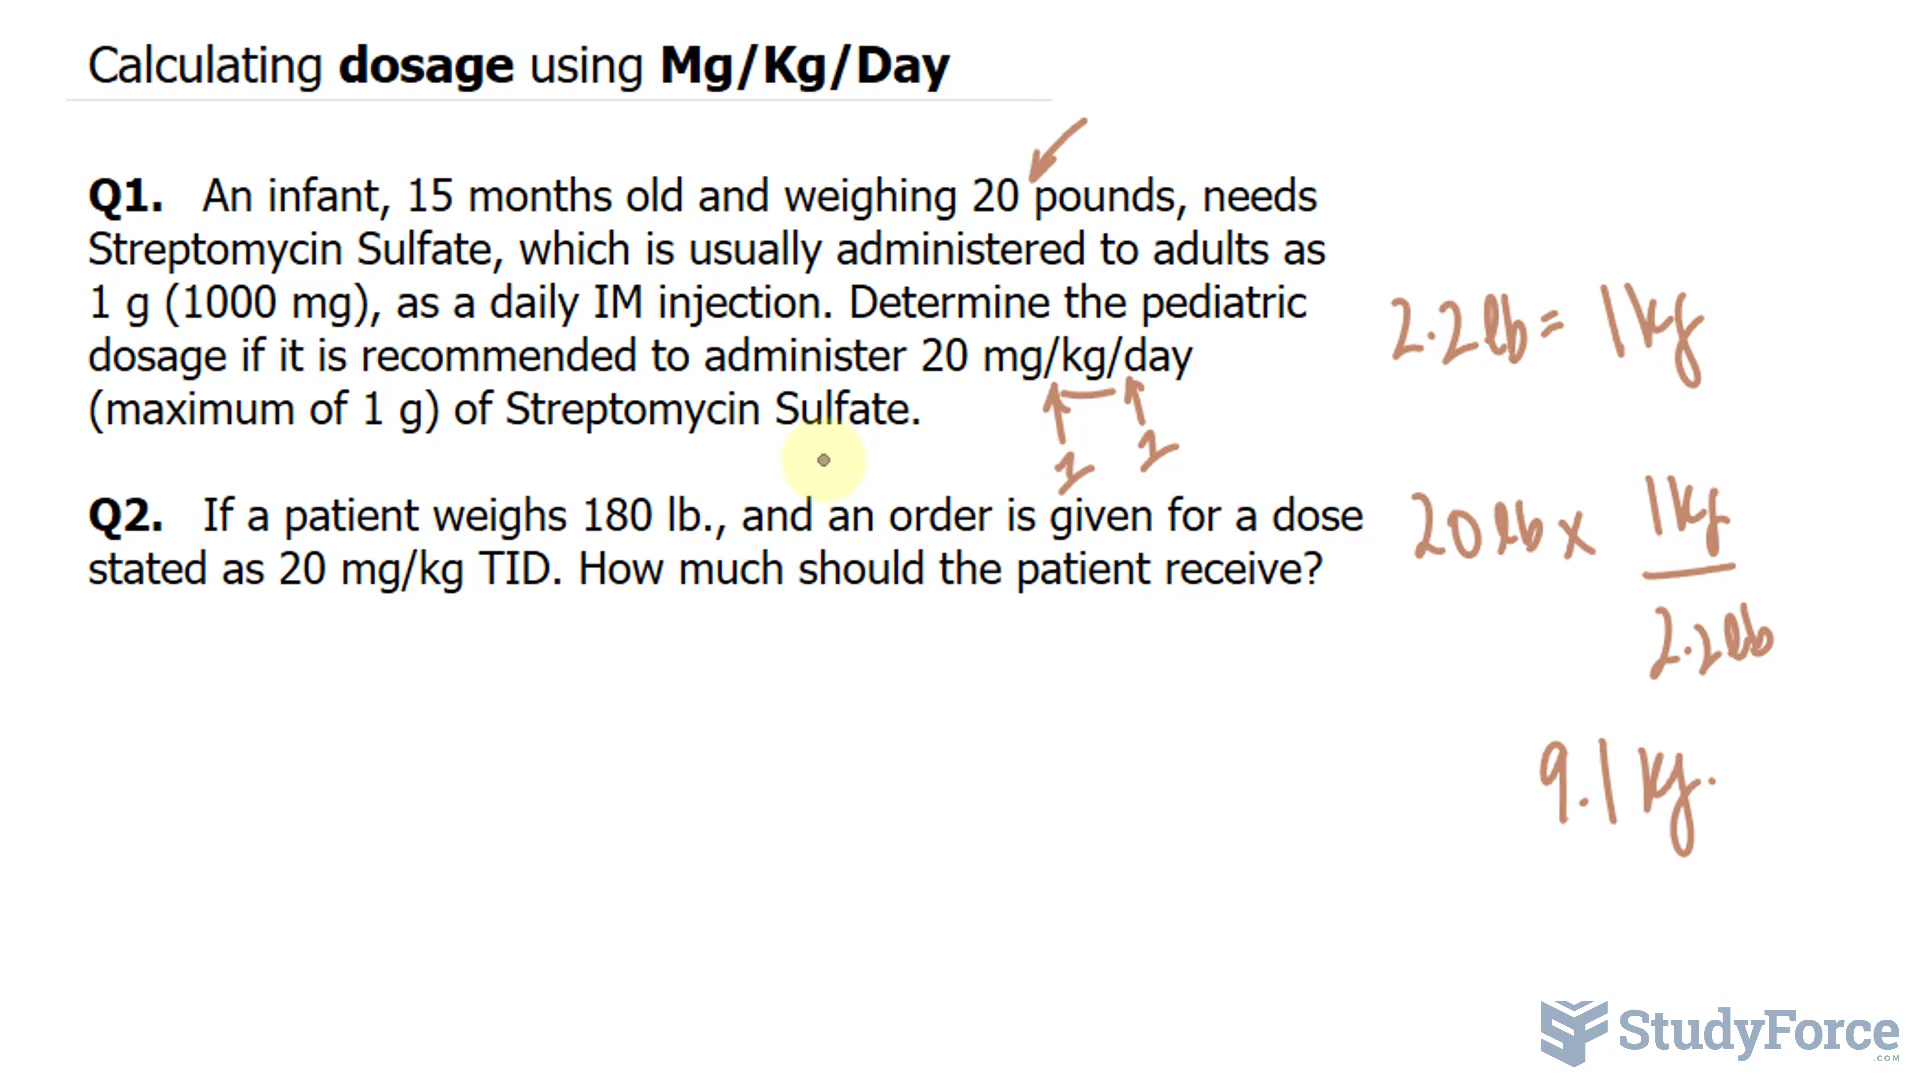 Calculating dosage using Mg/Kg/Day
Q1. An infant, 15 months old and weighing 20 pounds, needs
Streptomycin Sulfate, which is usually administered to adults as
1 g (1000 mg), as a daily IM injection. Determine the pediatric
dosage if it is recommended to administer 20 mg/kg/day
(maximum of 1 g) of Streptomycin Sulfate.
1 1
Q2. If a patient weighs 180 lb., and an order is given for a dose
stated as 20 mg/kg TID. How much should the patient receive?
2.2lb = 1kg
20lb x 1kg
2.2lb
9.1 kg.
StudyForce
.COM